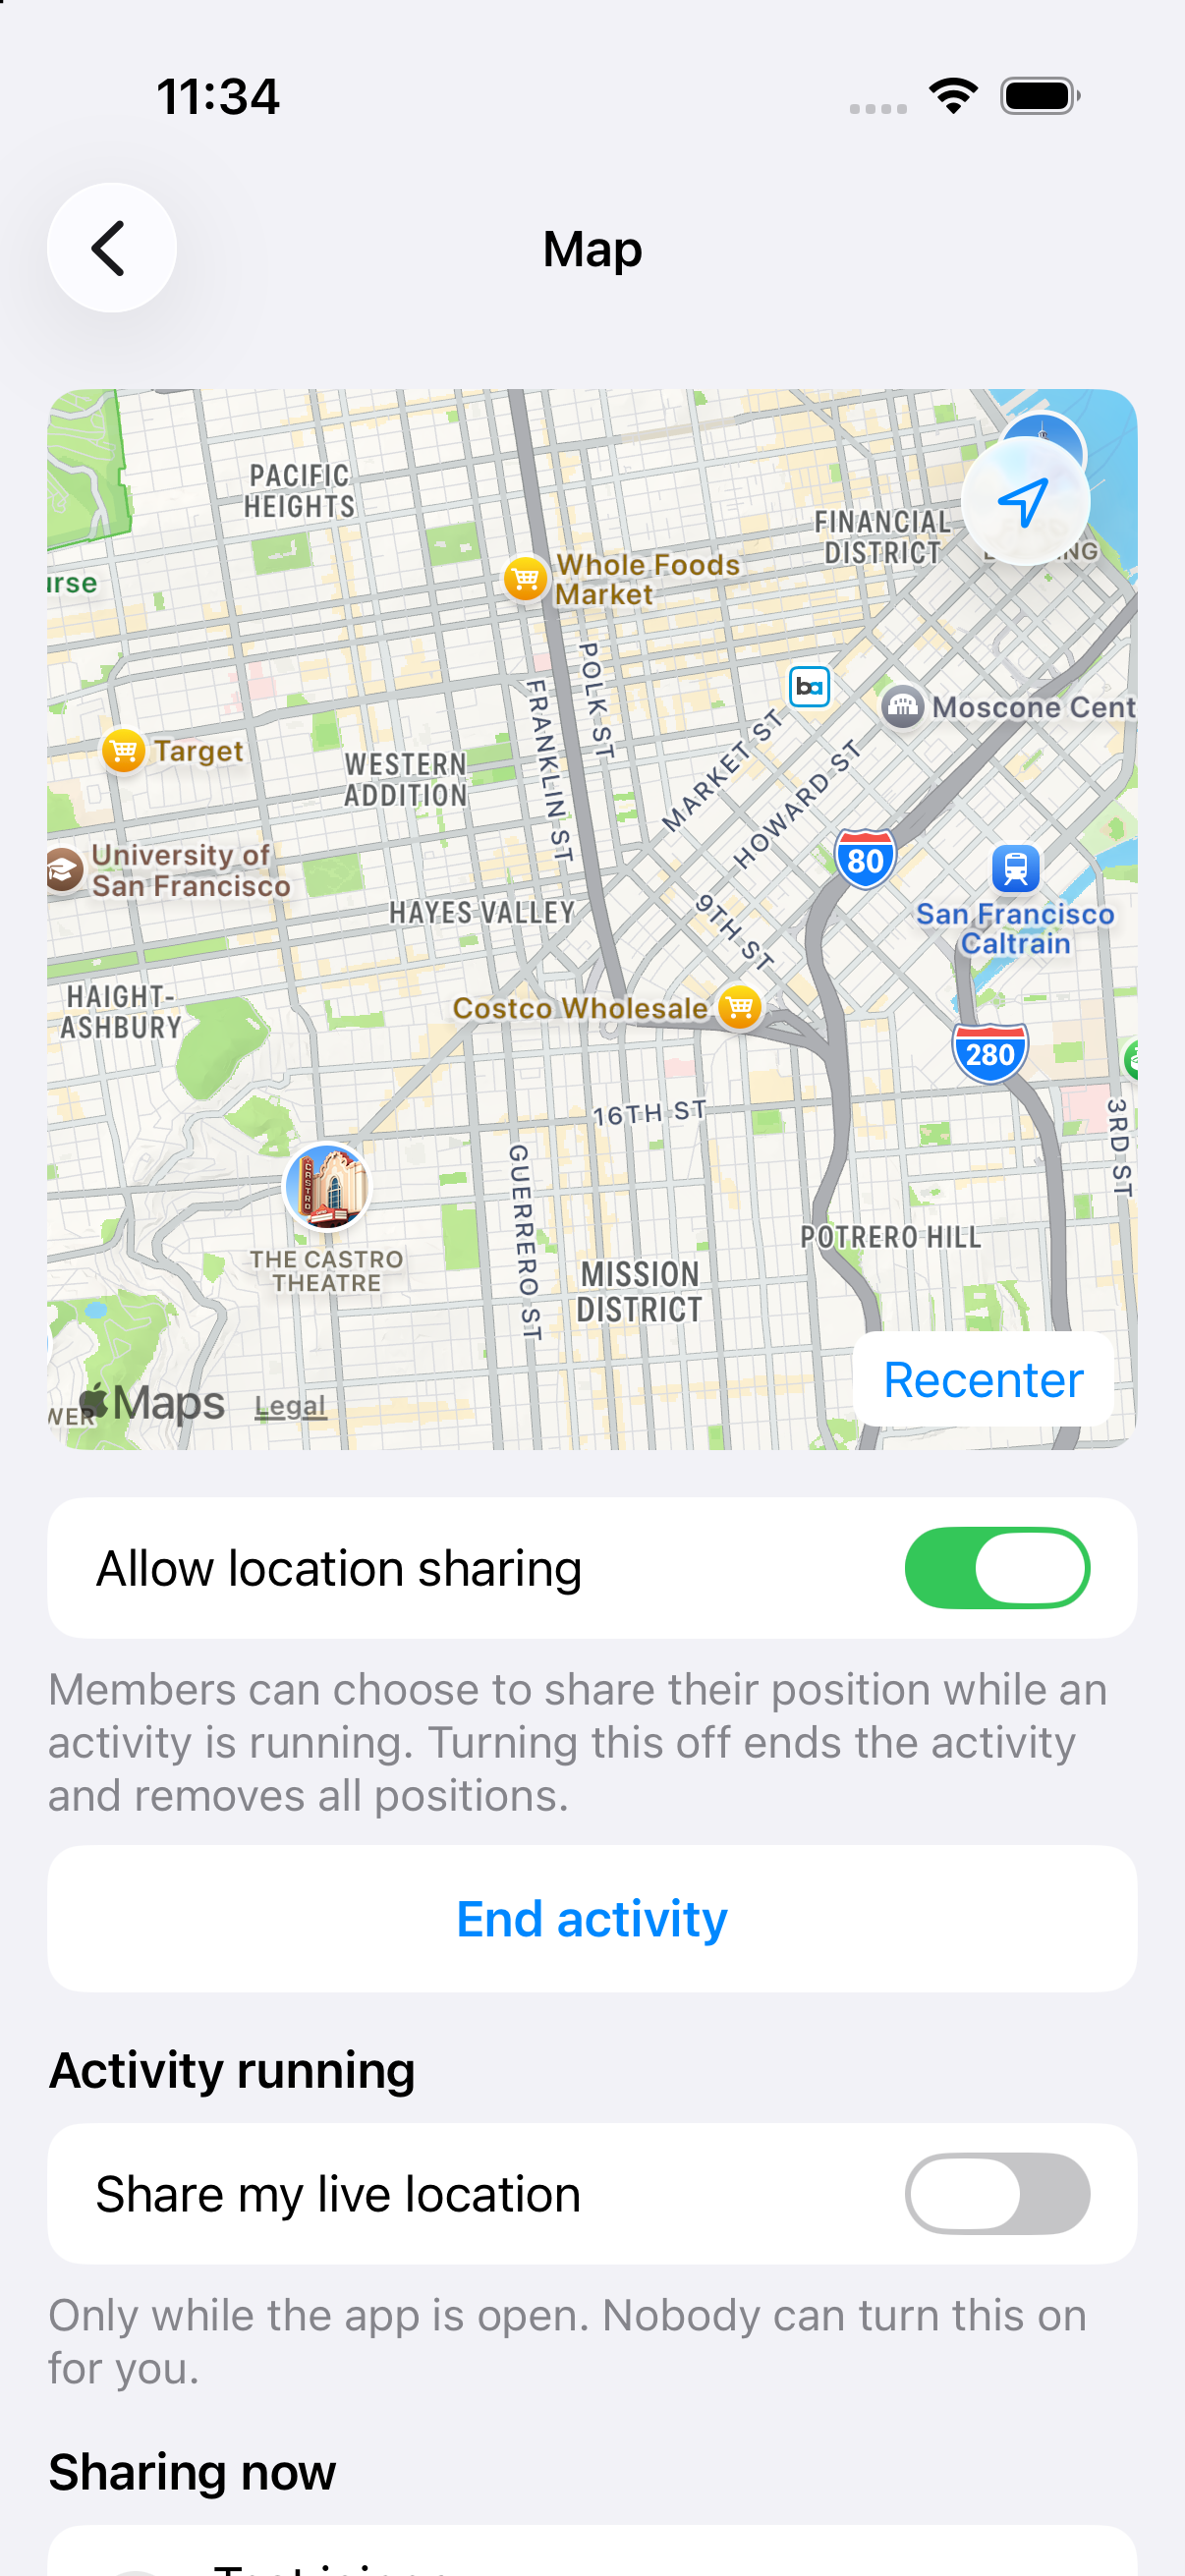 11:34
Map
PACIFIC
HEIGHTS
FINANCIAL
DISTRICT
Whole Foods
Market
urse
POLK ST
FRANKLIN ST
ba
Moscone Cent
MARKET ST
HOWARD ST
Target
WESTERN
ADDITION
80
University of
San Francisco
San Francisco
Caltrain
HAYES VALLEY
9TH ST
HAIGHT-
ASHBURY
Costco Wholesale
280
16TH ST
3RD ST
GUERRERO ST
CASTRO
THE CASTRO
THEATRE
POTRERO HILL
MISSION
DISTRICT
Recenter
WER
Maps
Legal
Allow location sharing
Members can choose to share their position while an
activity is running. Turning this off ends the activity
and removes all positions.
End activity
Activity running
Share my live location
Only while the app is open. Nobody can turn this on
for you.
Sharing now